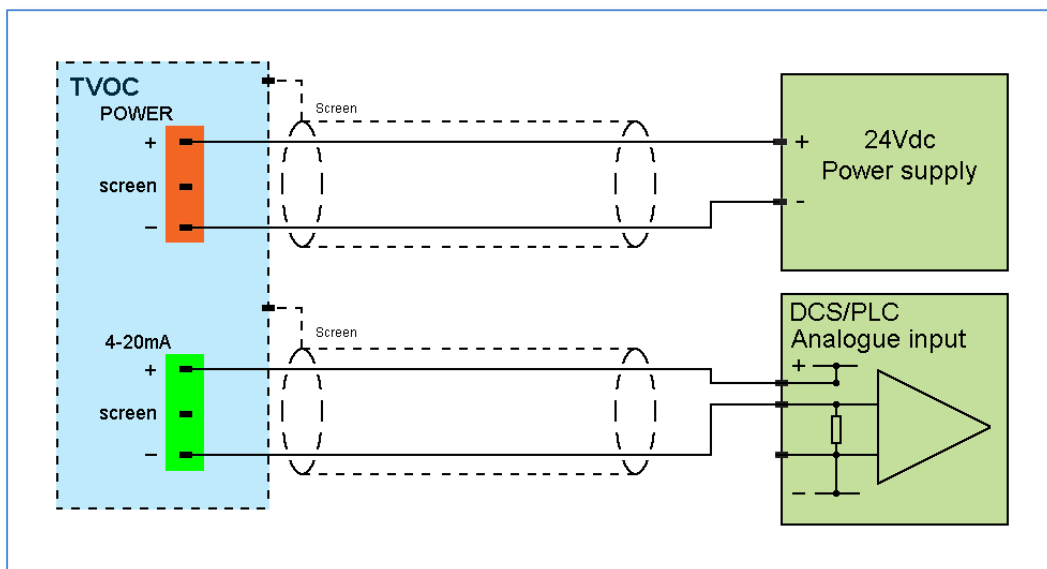 TVOC
POWER
+
screen
−
Screen
+
24Vdc
Power supply
-
4-20mA
+
screen
−
Screen
DCS/PLC
Analogue input
+
−